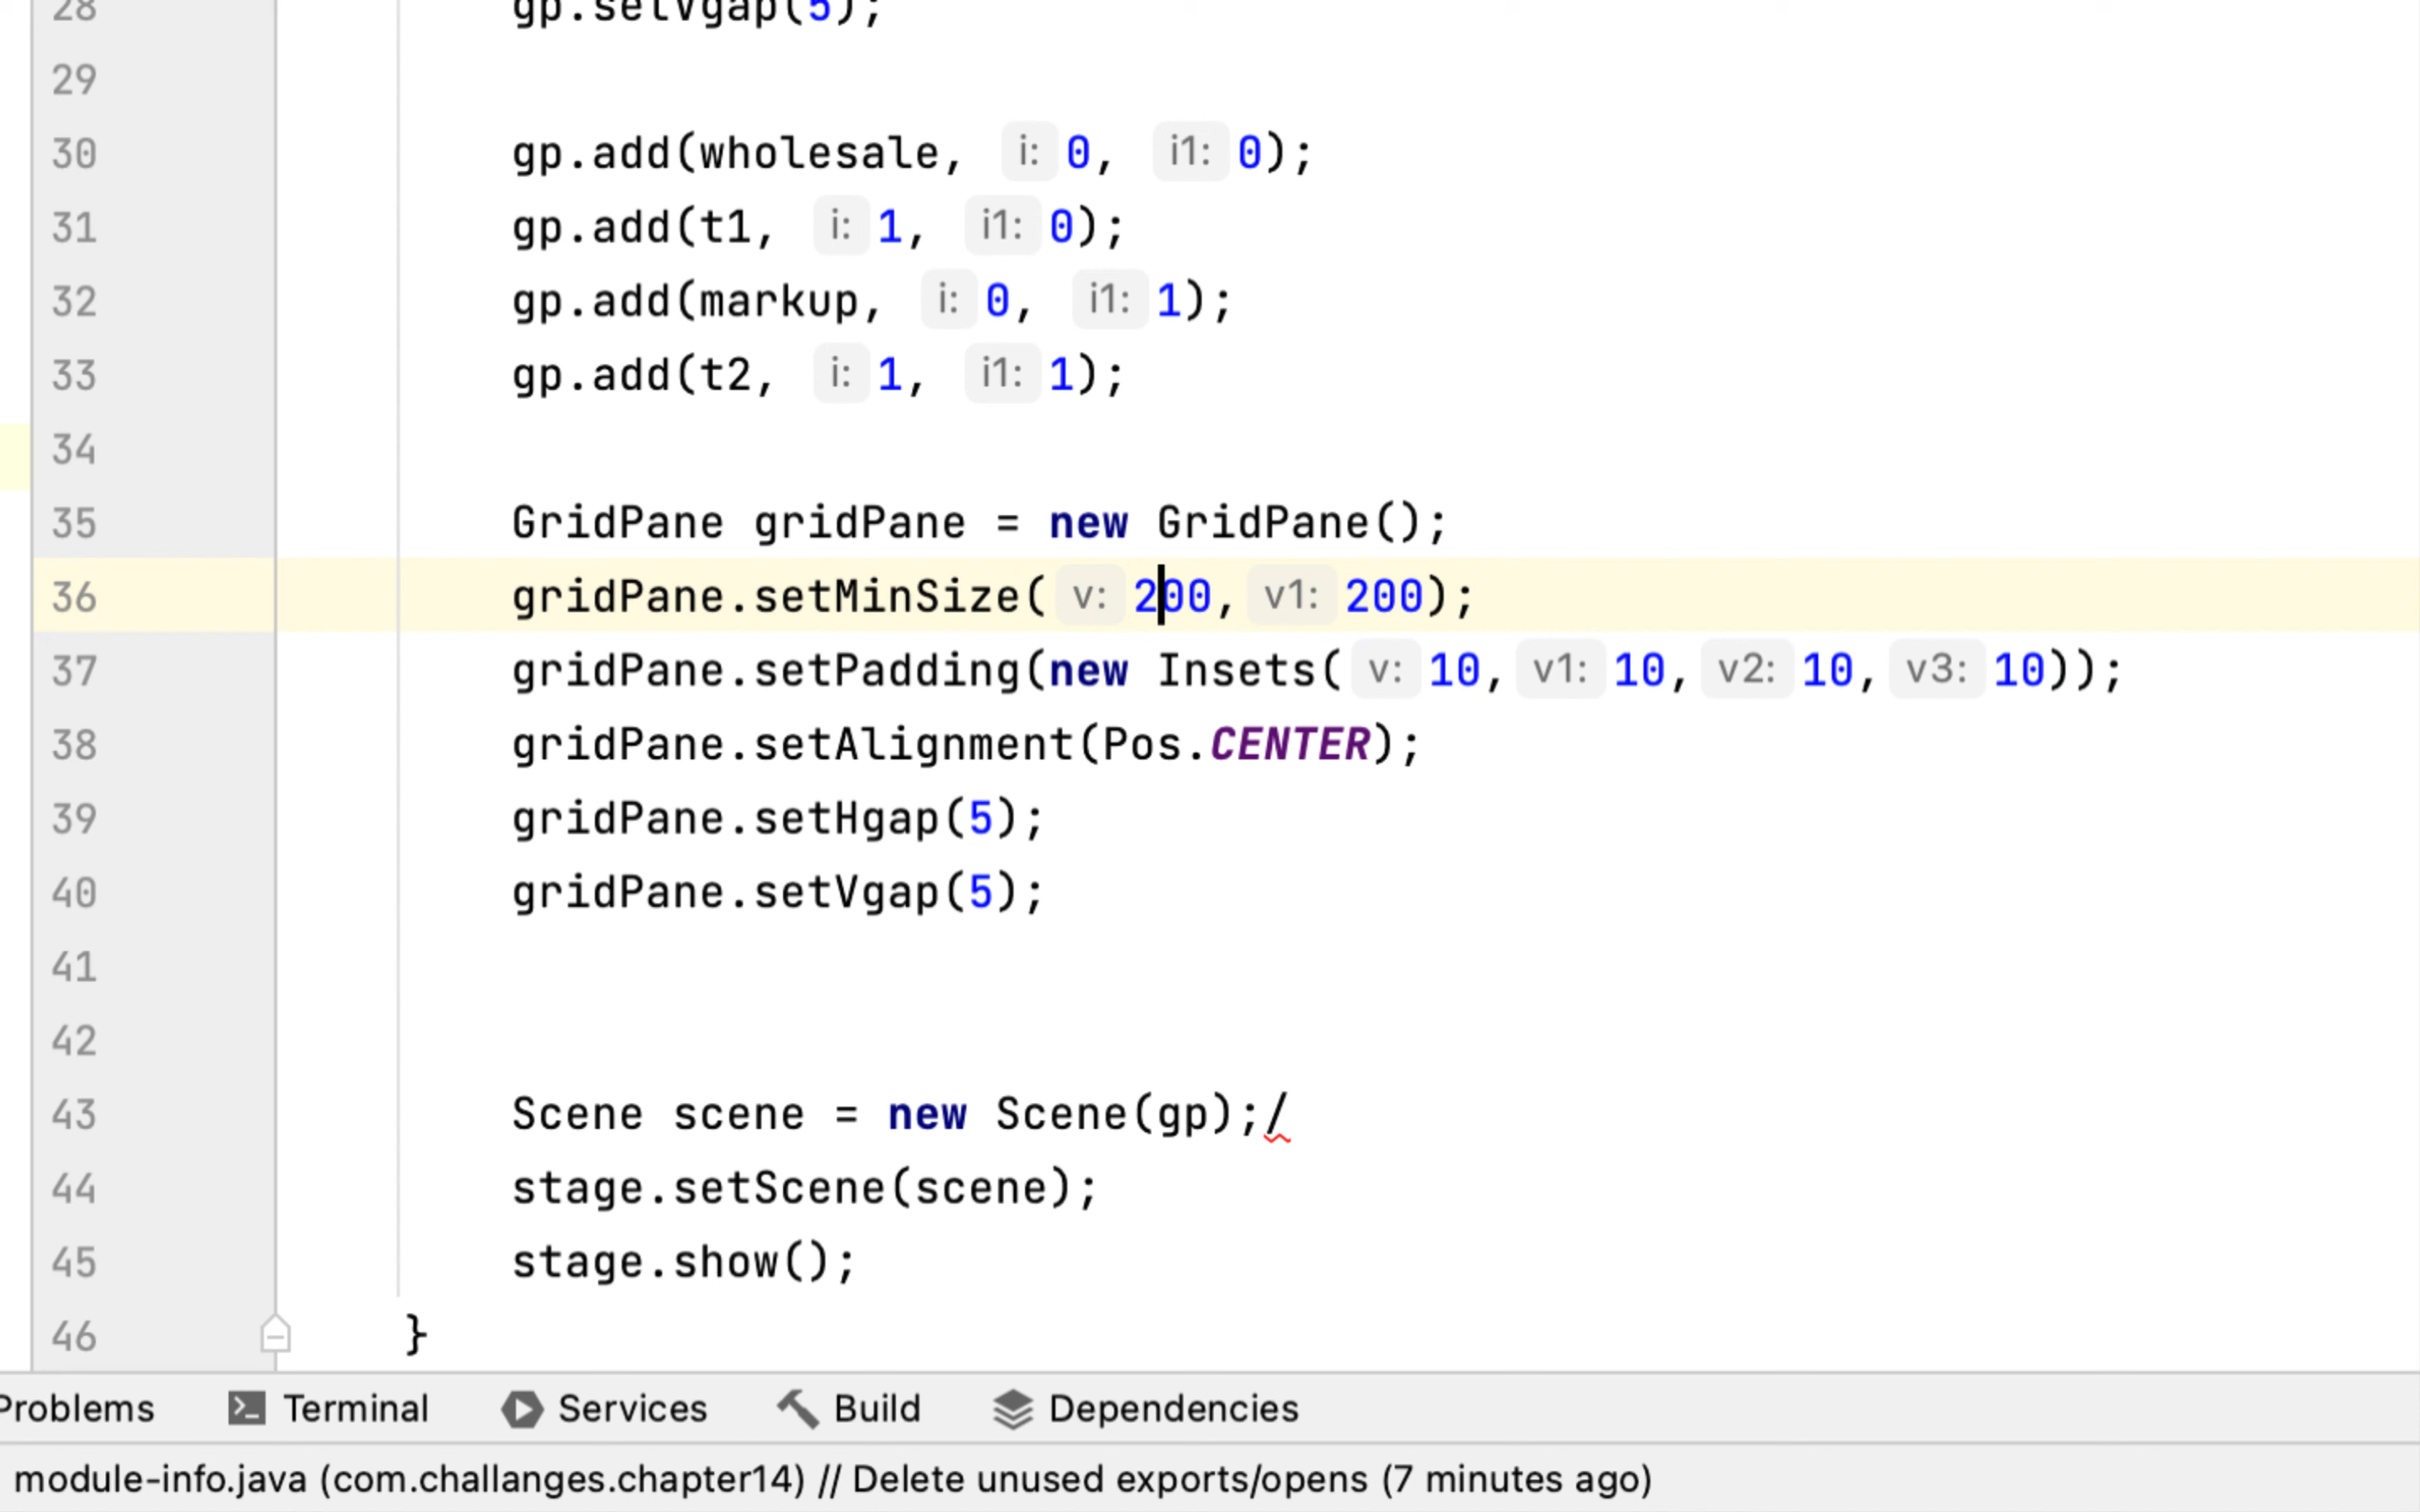 28 gp.setVgap(5);
29
30 gp.add(wholesale, i: 0, i1: 0);
31 gp.add(t1, i: 1, i1: 0);
32 gp.add(markup, i: 0, i1: 1);
33 gp.add(t2, i: 1, i1: 1);
34
35 GridPane gridPane = new GridPane();
36 gridPane.setMinSize( v: 200, v1: 200);
37 gridPane.setPadding(new Insets( v: 10, v1: 10, v2: 10, v3: 10));
38 gridPane.setAlignment(Pos.CENTER);
39 gridPane.setHgap(5);
40 gridPane.setVgap(5);
41
42
43 Scene scene = new Scene(gp);/
44 stage.setScene(scene);
45 stage.show();
46 }
Problems Terminal Services Build Dependencies
module-info.java (com.challanges.chapter14) // Delete unused exports/opens (7 minutes ago)